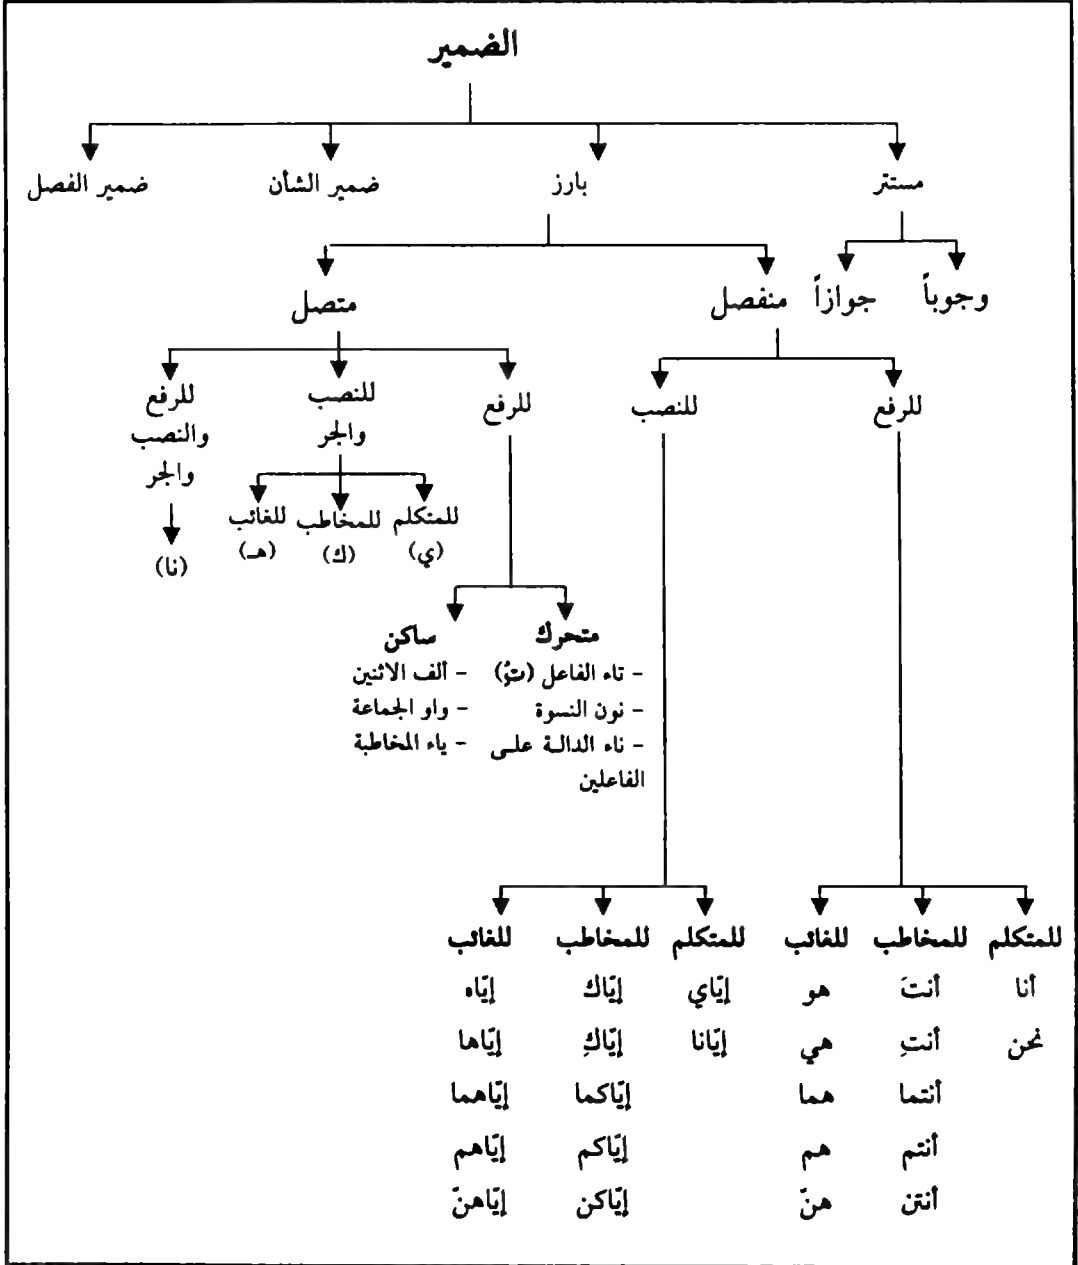 الضمير
مستتر بارز ضمير الشأن ضمير الفصل
وجوباً جوازاً منفصل متصل
للرفع للنصب للرفع للنصب والجر للرفع والنصب والجر
للمتكلم للمخاطب للغائب
(ي) (ك) (هـ) (نا)
متحرك ساكن
- تاء الفاعل (تُ) - ألف الاثنين
- نون النسوة - واو الجماعة
- ناء الدالة على - ياء المخاطبة
الفاعلين
للمتكلم للمخاطب للغائب للمتكلم للمخاطب للغائب
أنا أنتَ هو إيّاي إيّاك إيّاه
نحن أنتِ هي إيّانا إيّاكِ إيّاها
أنتما هما إيّاكما إيّاهما
أنتم هم إيّاكم إيّاهم
أنتن هنّ إيّاكن إيّاهنّ